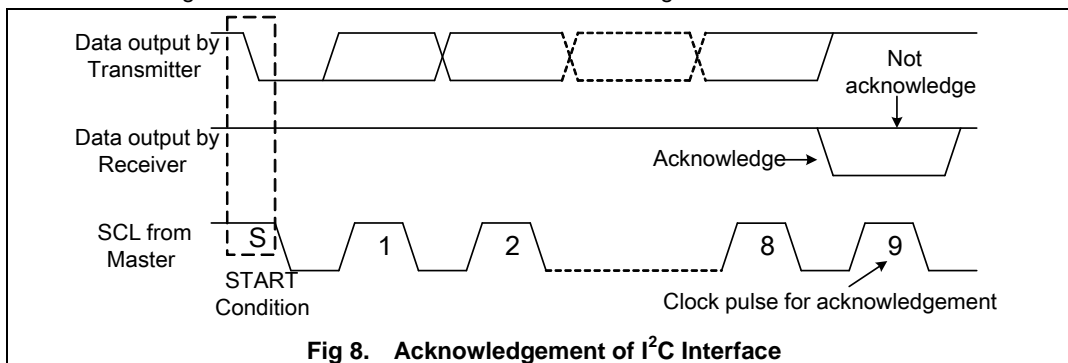 Data output by
Transmitter
Not
acknowledge
Data output by
Receiver
Acknowledge
SCL from
Master
S
1
2
8
9
START
Condition
Clock pulse for acknowledgement
Fig 8. Acknowledgement of I²C Interface